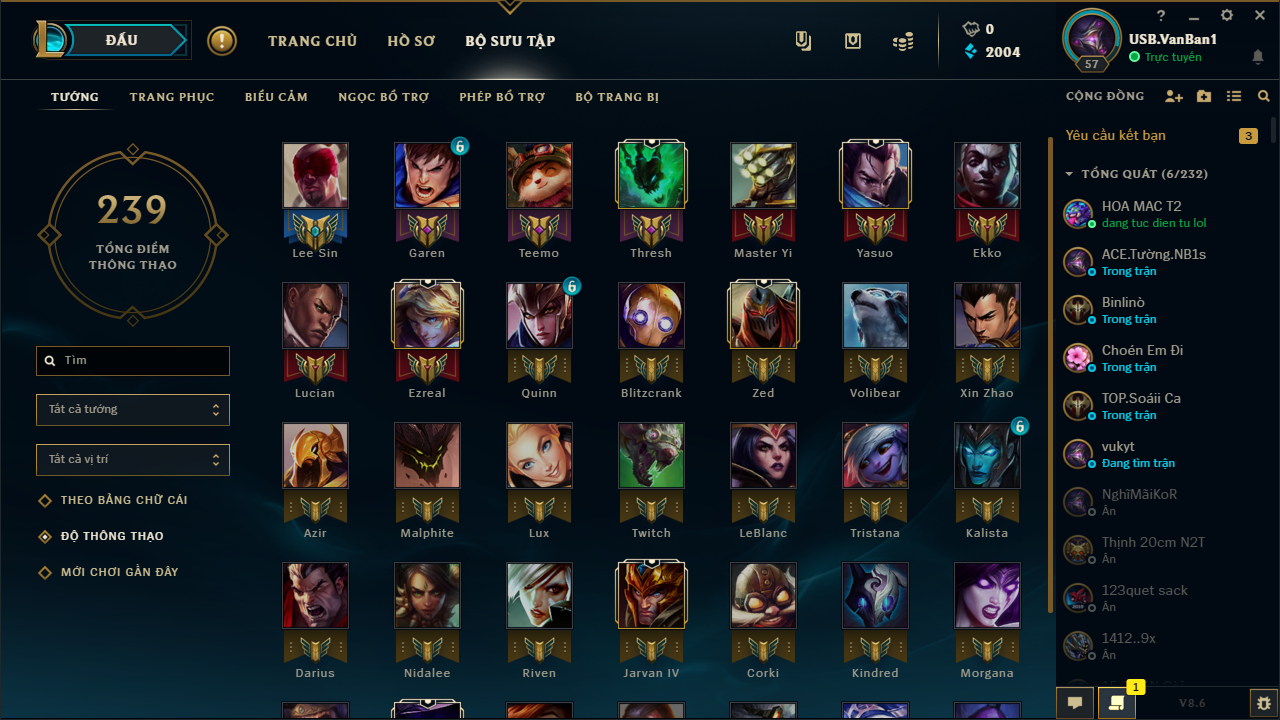 ĐẤU
!
TRANG CHỦ
HỒ SƠ
BỘ SƯU TẬP
0
2004
57
?
USB.VanBan1
Trực tuyến
TƯỚNG
TRANG PHỤC
BIỂU CẢM
NGỌC BỔ TRỢ
PHÉP BỔ TRỢ
BỘ TRANG BỊ
239
TỔNG ĐIỂM
THÔNG THẠO
Tìm
Tất cả tướng
Tất cả vị trí
THEO BẢNG CHỮ CÁI
ĐỘ THÔNG THẠO
MỚI CHƠI GẦN ĐÂY
6
Lee Sin
Garen
Teemo
Thresh
Master Yi
Yasuo
Ekko
6
Lucian
Ezreal
Quinn
Blitzcrank
Zed
Volibear
Xin Zhao
6
Azir
Malphite
Lux
Twitch
LeBlanc
Tristana
Kalista
Darius
Nidalee
Riven
Jarvan IV
Corki
Kindred
Morgana
CỘNG ĐỒNG
Yêu cầu kết bạn
3
TỔNG QUÁT (6/232)
HOA MAC T2
dang tuc dien tu lol
ACE.Tường.NB1s
Trong trận
Binlinò
Trong trận
Choén Em Đi
Trong trận
TOP.Soáii Ca
Trong trận
vukyt
Đang tìm trận
NghĩMãiKoR
Ẩn
Thịnh 20cm N2T
Ẩn
123quet sack
Ẩn
1412..9x
Ẩn
1
V8.6